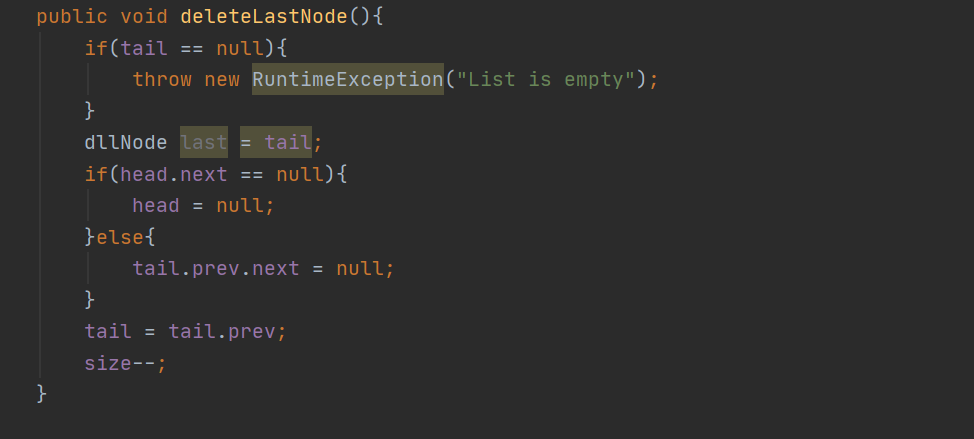 public void deleteLastNode(){
    if(tail == null){
        throw new RuntimeException("List is empty");
    }
    dllNode last = tail;
    if(head.next == null){
        head = null;
    }else{
        tail.prev.next = null;
    }
    tail = tail.prev;
    size--;
}